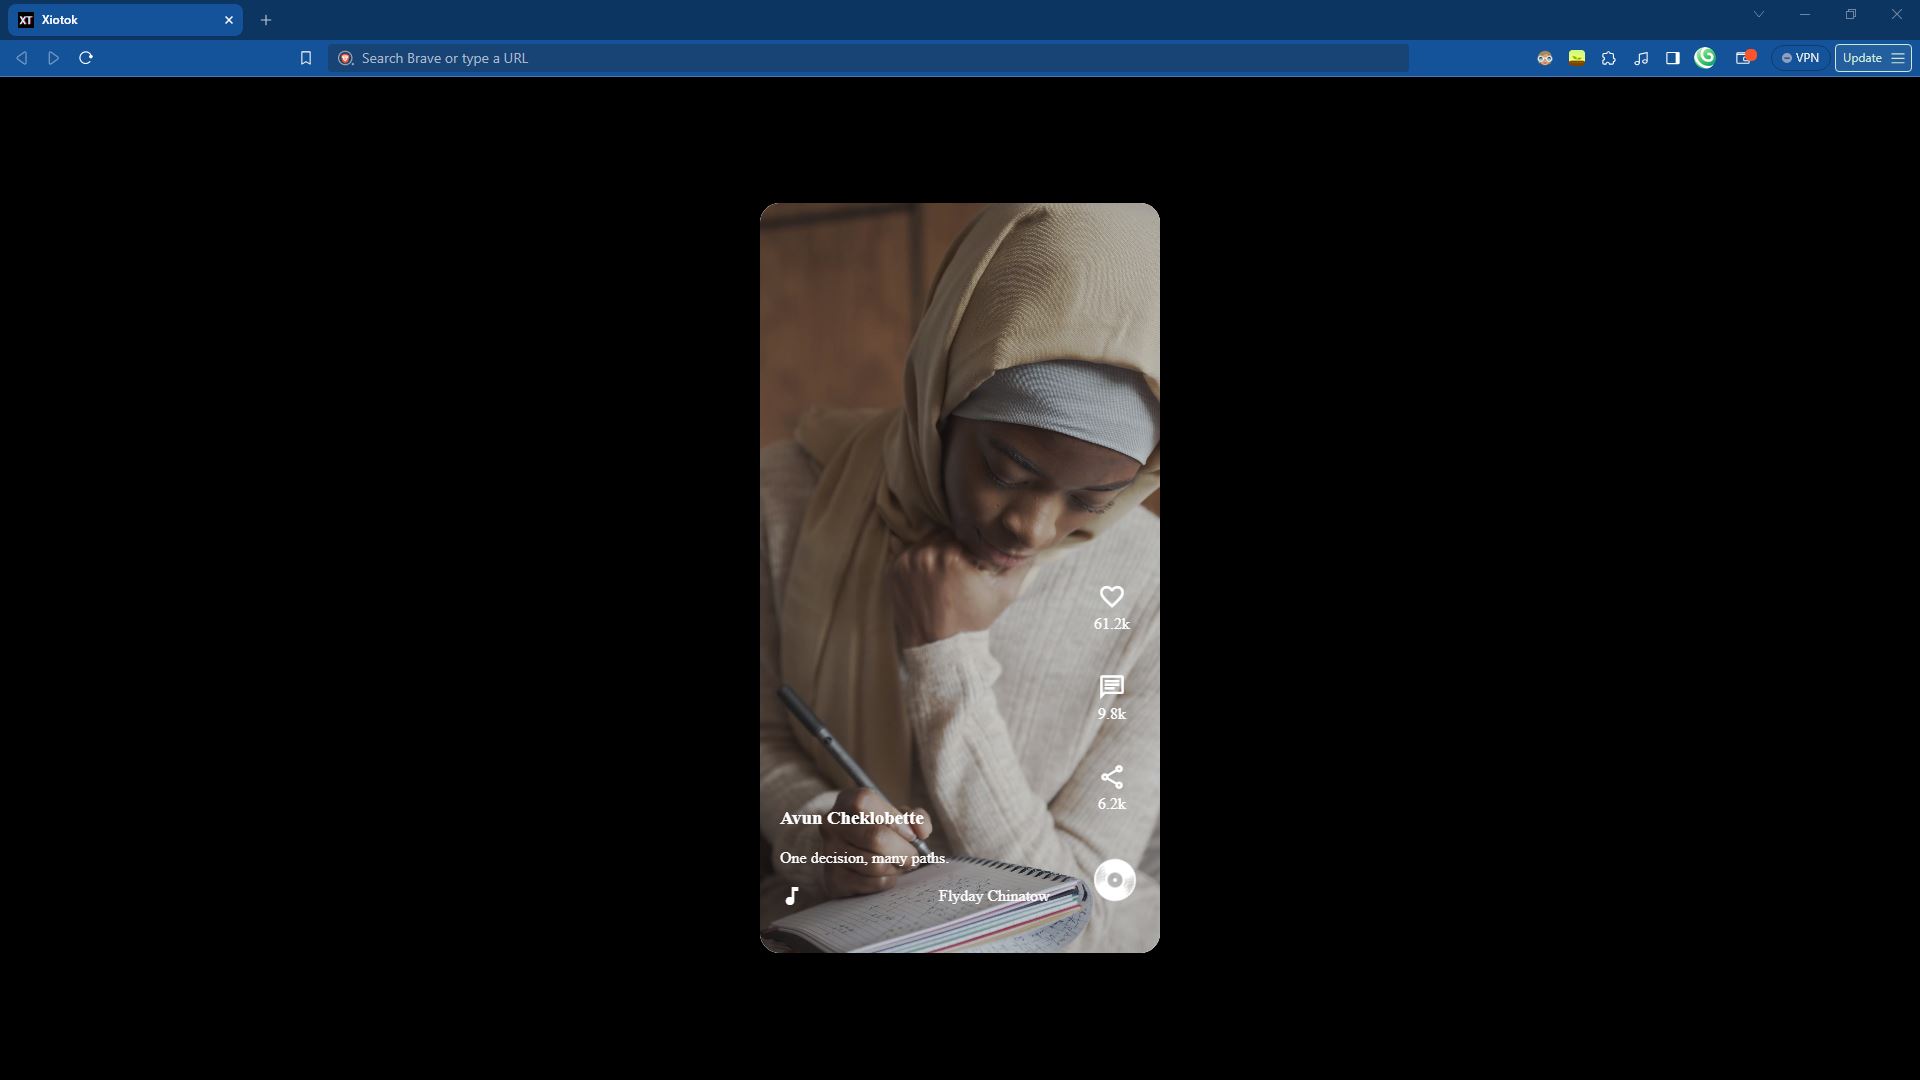 XT Xiotok
Search Brave or type a URL
VPN
Update
61.2k
9.8k
6.2k
Avun Cheklobette
One decision, many paths.
Flyday Chinatow